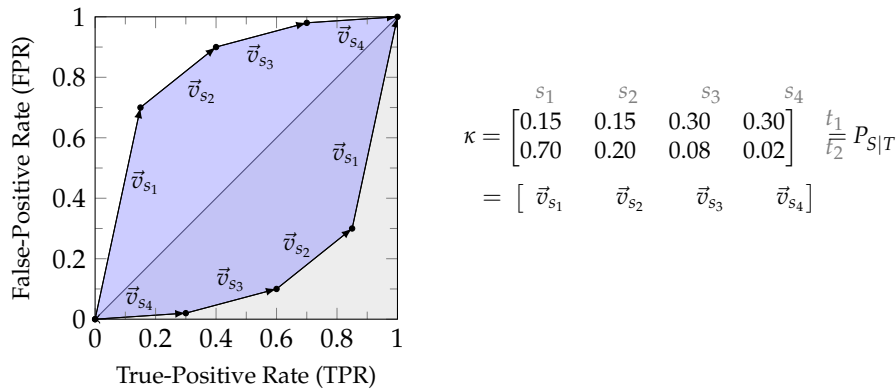 1
0.8
0.6
0.4
0.2
0
0 0.2 0.4 0.6 0.8 1
False-Positive Rate (FPR)
True-Positive Rate (TPR)
v⃗s₄
v⃗s₃
v⃗s₂
v⃗s₁
v⃗s₁
v⃗s₂
v⃗s₃
v⃗s₄
s₁ s₂ s₃ s₄
κ = [0.15 0.15 0.30 0.30] t₁
0.70 0.20 0.08 0.02 t₂ = P_{S|T}
= [ v⃗s₁ v⃗s₂ v⃗s₃ v⃗s₄ ]